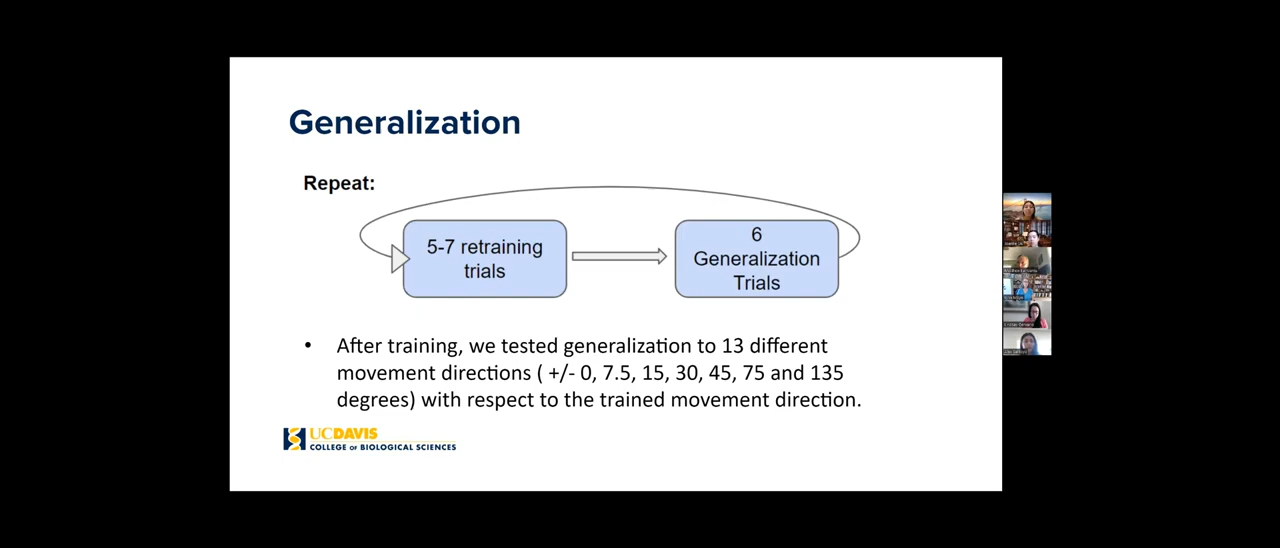 Generalization
Repeat:
5-7 retraining
trials
6
Generalization
Trials
• After training, we tested generalization to 13 different
movement directions ( +/- 0, 7.5, 15, 30, 45, 75 and 135
degrees) with respect to the trained movement direction.
UCDAVIS
COLLEGE OF BIOLOGICAL SCIENCES